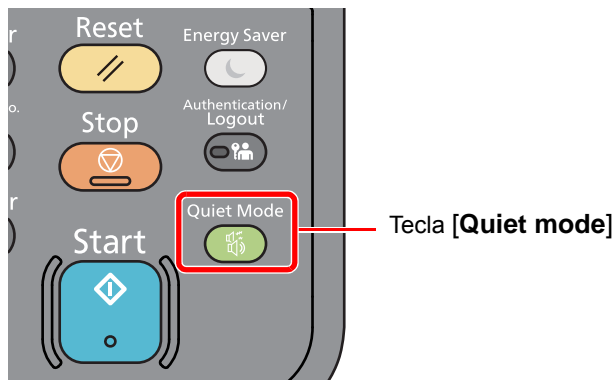 r
Reset
Energy Saver
o.
Stop
Authentication/
Logout
r
Quiet Mode
Start
Tecla [Quiet mode]